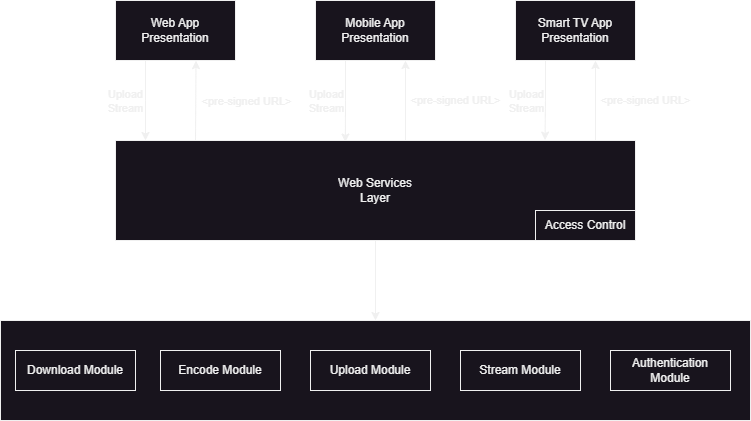 Web App
Presentation
Mobile App
Presentation
Smart TV App
Presentation
Upload
Stream
<pre-signed URL>
Upload
Stream
<pre-signed URL>
Upload
Stream
<pre-signed URL>
Web Services
Layer
Access Control
Download Module
Encode Module
Upload Module
Stream Module
Authentication
Module